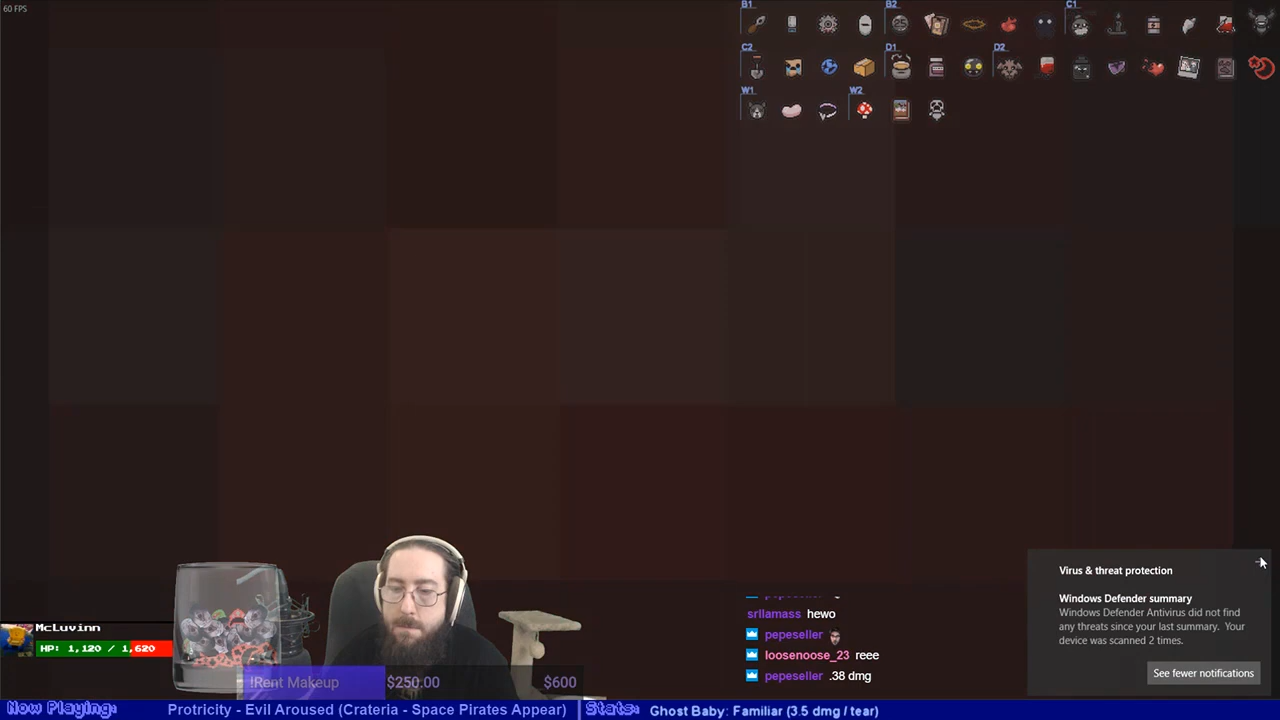 60 FPS
B1 B2 C1
C2 D1 D2
W1 W2
Virus & threat protection
Windows Defender summary
Windows Defender Antivirus did not find
any threats since your last summary. Your
device was scanned 2 times.
See fewer notifications
srllamass hewo
McLuvinn
pepeseller
HP: 1,120 / 1,620
loosenoose_23 reee
pepeseller .38 dmg
!Rent Makeup $250.00 $600
Now Playing: Protricity - Evil Aroused (Crateria - Space Pirates Appear) Stats: Ghost Baby: Familiar (3.5 dmg / tear)